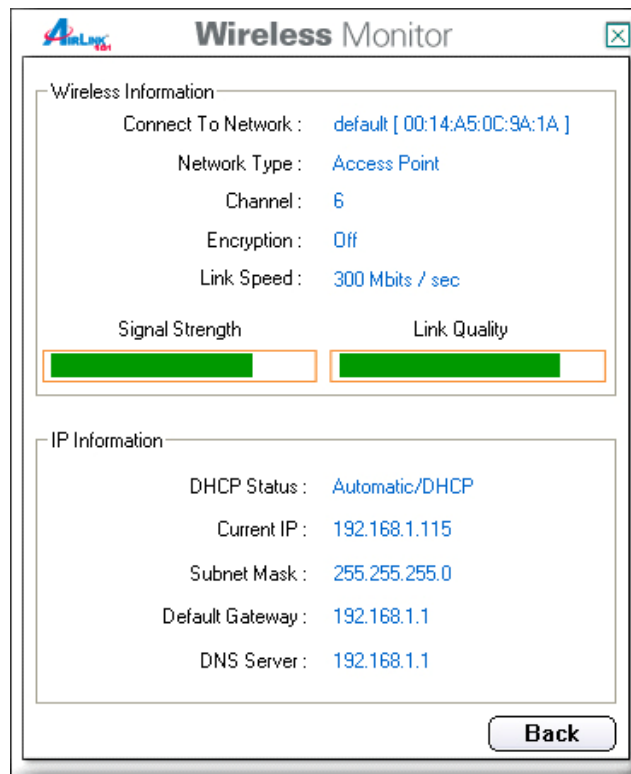 AIRLINK 101 Wireless Monitor
Wireless Information
Connect To Network : default [ 00:14:A5:0C:9A:1A ]
Network Type : Access Point
Channel : 6
Encryption : Off
Link Speed : 300 Mbits / sec
Signal Strength Link Quality
IP Information
DHCP Status : Automatic/DHCP
Current IP : 192.168.1.115
Subnet Mask : 255.255.255.0
Default Gateway : 192.168.1.1
DNS Server : 192.168.1.1
Back